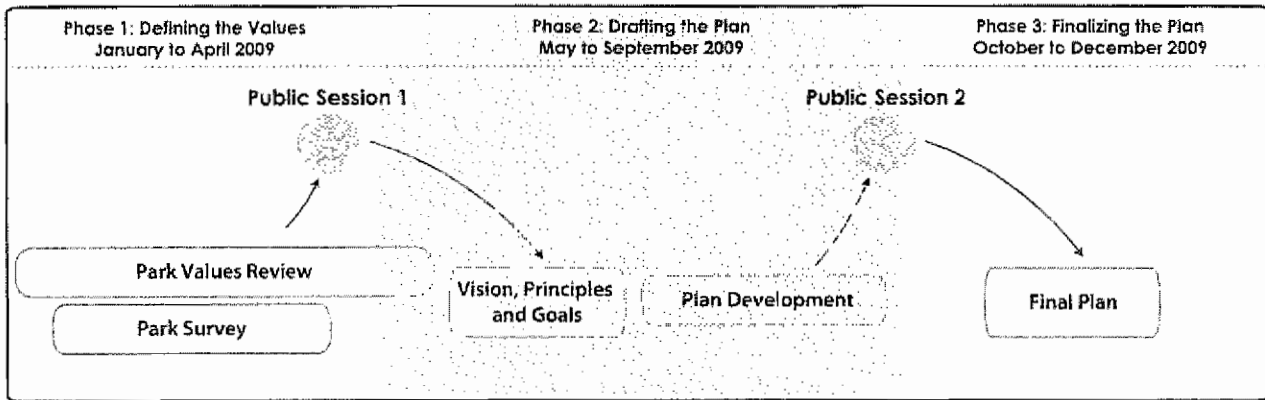 Phase 1: Defining the Values
January to April 2009
Phase 2: Drafting the Plan
May to September 2009
Phase 3: Finalizing the Plan
October to December 2009
Public Session 1
Public Session 2
Park Values Review
Park Survey
Vision, Principles
and Goals
Plan Development
Final Plan